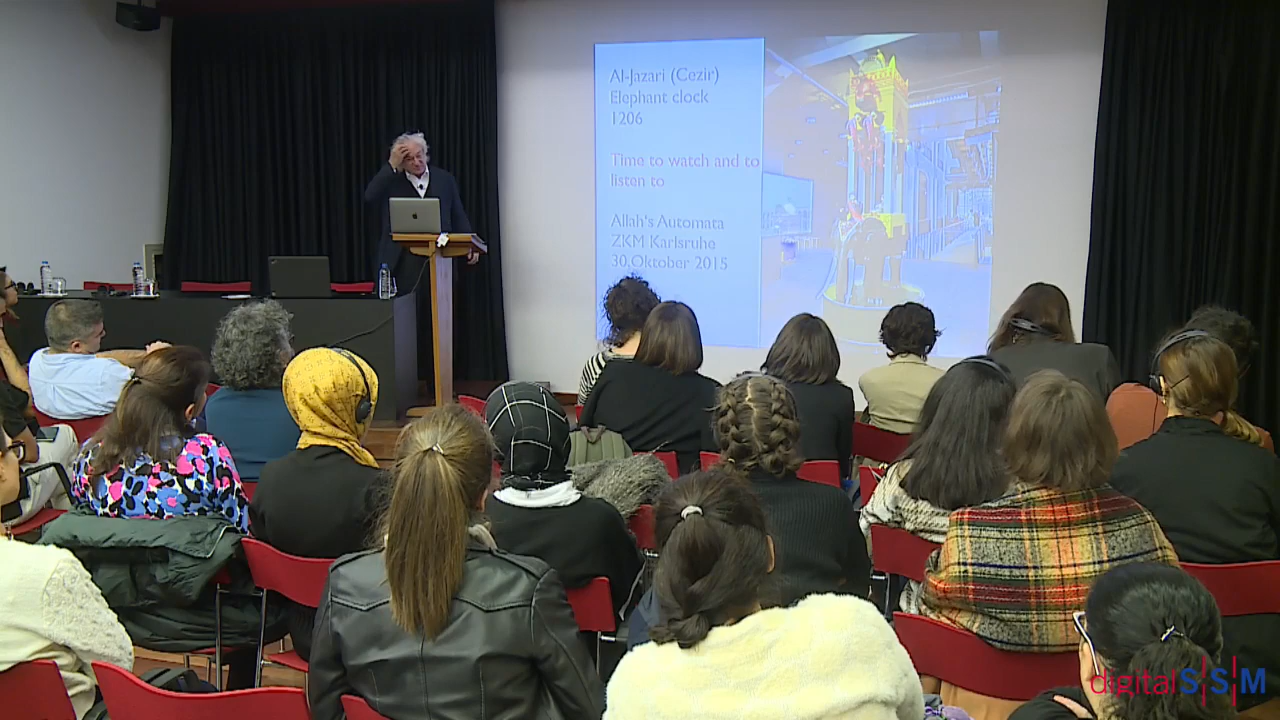 Al-Jazari (Cezir)
Elephant clock
1206
Time to watch and to
listen to
Allah's Automata
ZKM Karlsruhe
30.Oktober 2015
digitalSSM